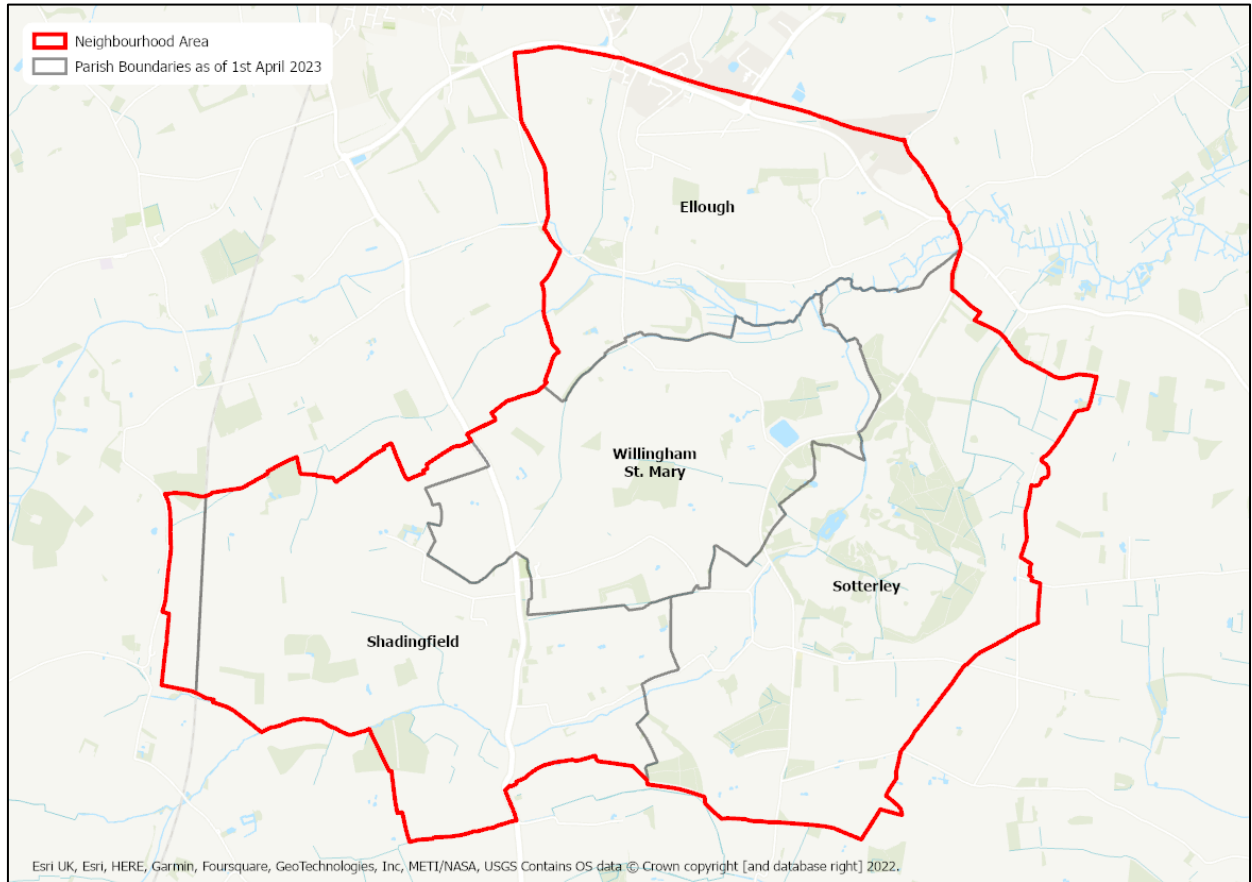 Neighbourhood Area
Parish Boundaries as of 1st April 2023
Ellough
Willingham
St. Mary
Sotterley
Shadingfield
Esri UK, Esri, HERE, Garmin, Foursquare, GeoTechnologies, Inc, METI/NASA, USGS Contains OS data © Crown copyright [and database right] 2022.